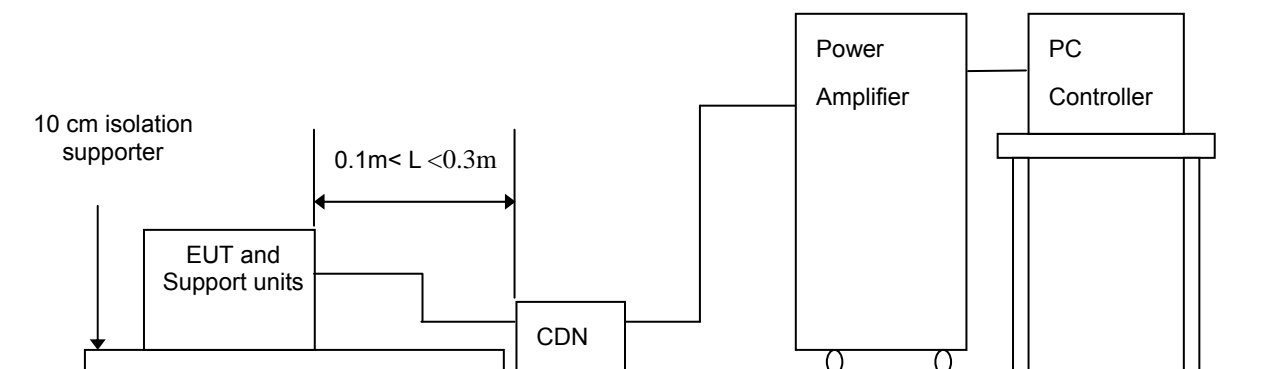 10 cm isolation
supporter
0.1m< L <0.3m
EUT and
Support units
CDN
Power
Amplifier
PC
Controller